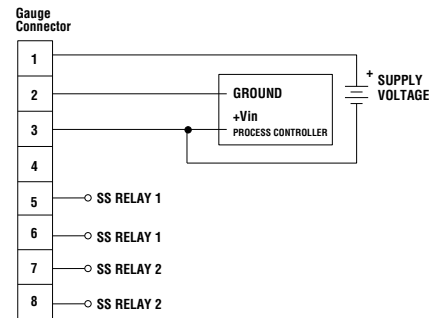 Gauge
Connector
1
+ SUPPLY
VOLTAGE
2
GROUND
+Vin
3
PROCESS CONTROLLER
4
5
SS RELAY 1
6
SS RELAY 1
7
SS RELAY 2
8
SS RELAY 2